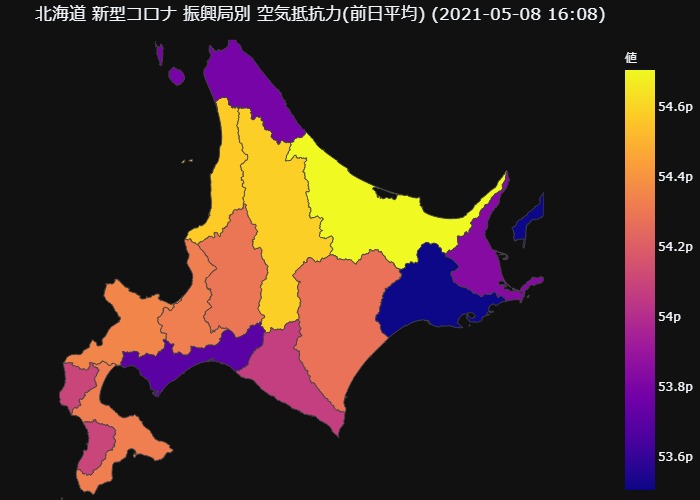 北海道 新型コロナ 振興局別 空気抵抗力(前日平均) (2021-05-08 16:08)
値
54.6p
54.4p
54.2p
54p
53.8p
53.6p